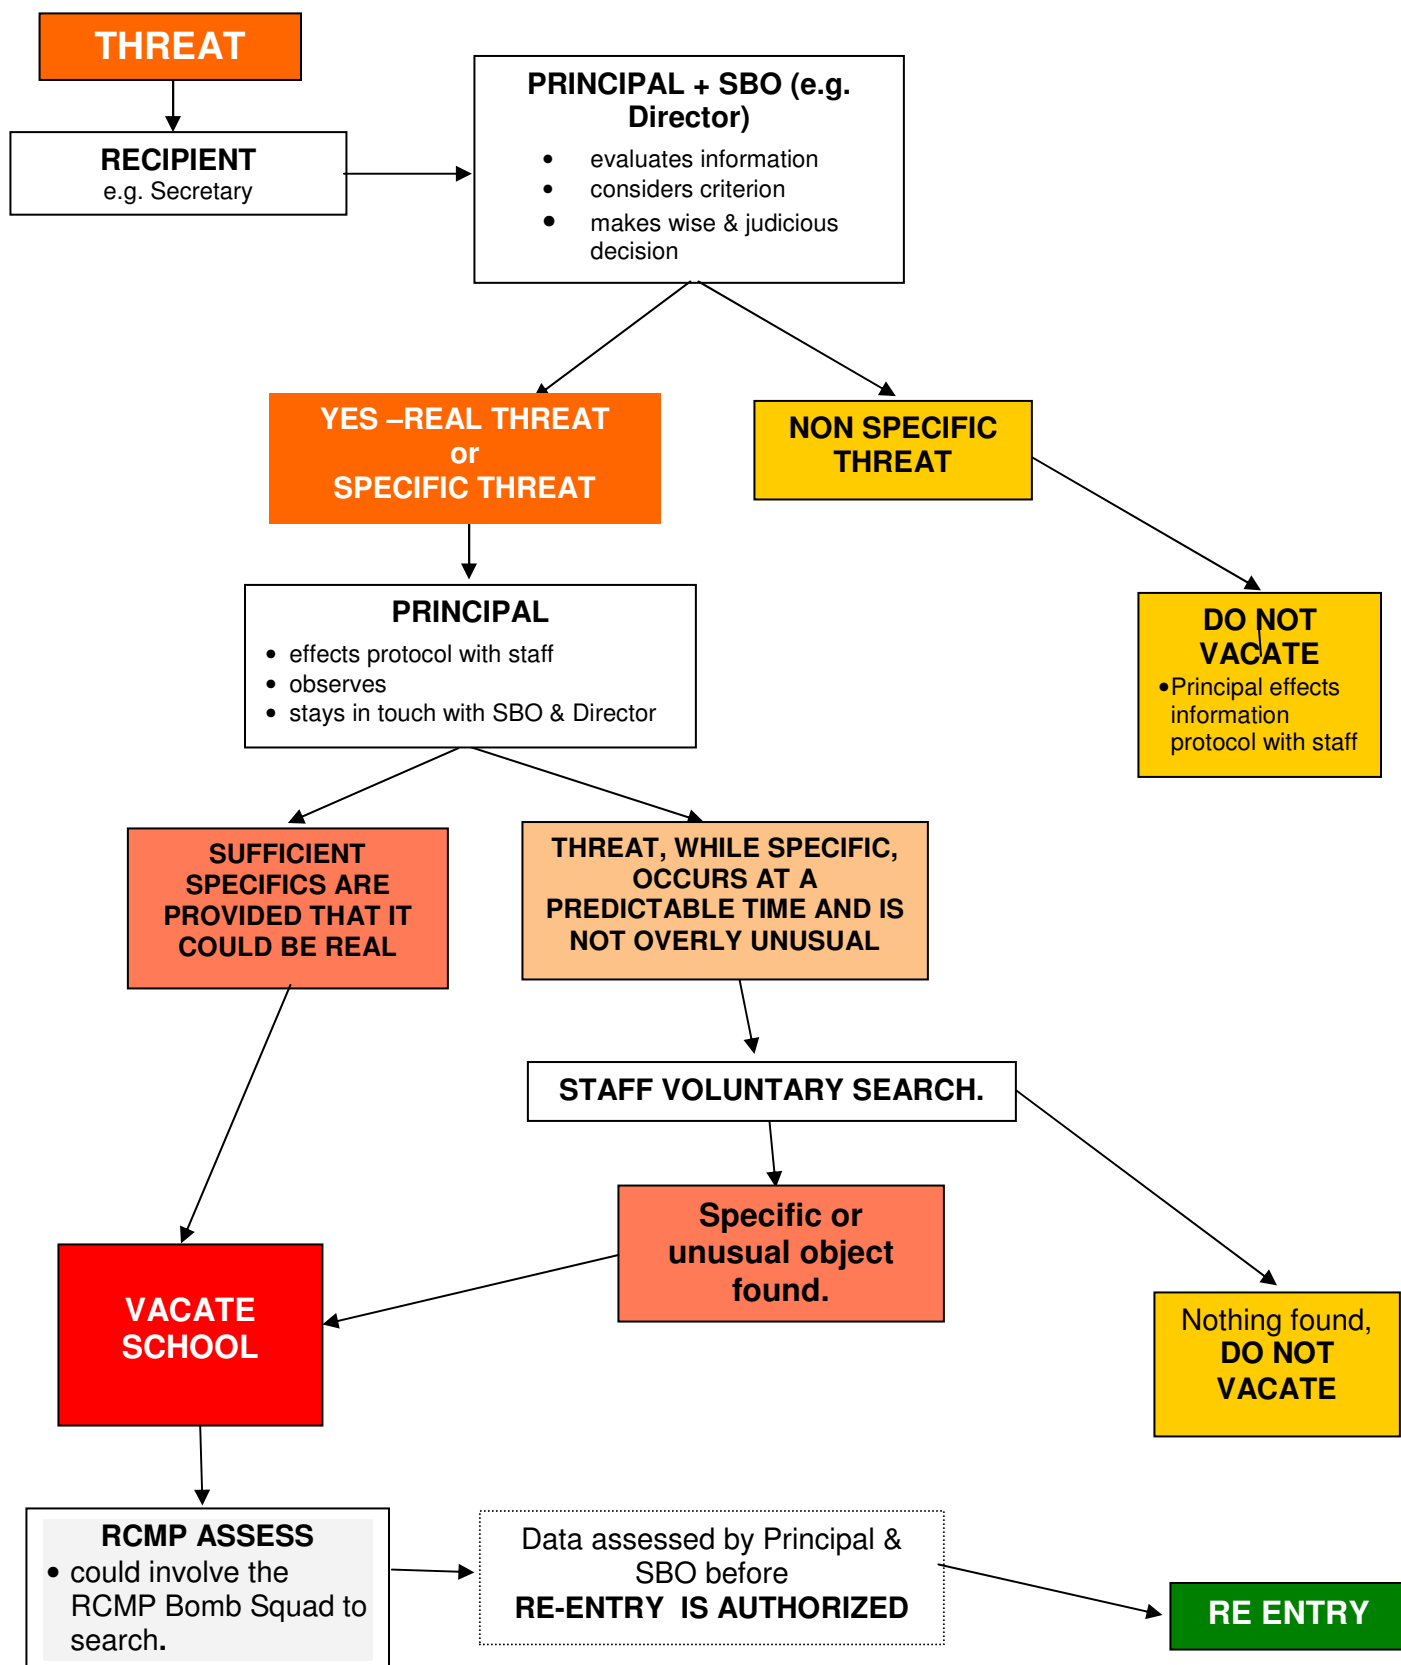 THREAT
RECIPIENT
e.g. Secretary
PRINCIPAL + SBO (e.g.
Director)
• evaluates information
• considers criterion
• makes wise & judicious
decision
YES –REAL THREAT
or
SPECIFIC THREAT
NON SPECIFIC
THREAT
PRINCIPAL
• effects protocol with staff
• observes
• stays in touch with SBO & Director
DO NOT
VACATE
•Principal effects
information
protocol with staff
SUFFICIENT
SPECIFICS ARE
PROVIDED THAT IT
COULD BE REAL
THREAT, WHILE SPECIFIC,
OCCURS AT A
PREDICTABLE TIME AND IS
NOT OVERLY UNUSUAL
STAFF VOLUNTARY SEARCH.
Specific or
unusual object
found.
VACATE
SCHOOL
Nothing found,
DO NOT
VACATE
RCMP ASSESS
• could involve the
RCMP Bomb Squad to
search.
Data assessed by Principal &
SBO before
RE-ENTRY IS AUTHORIZED
RE ENTRY